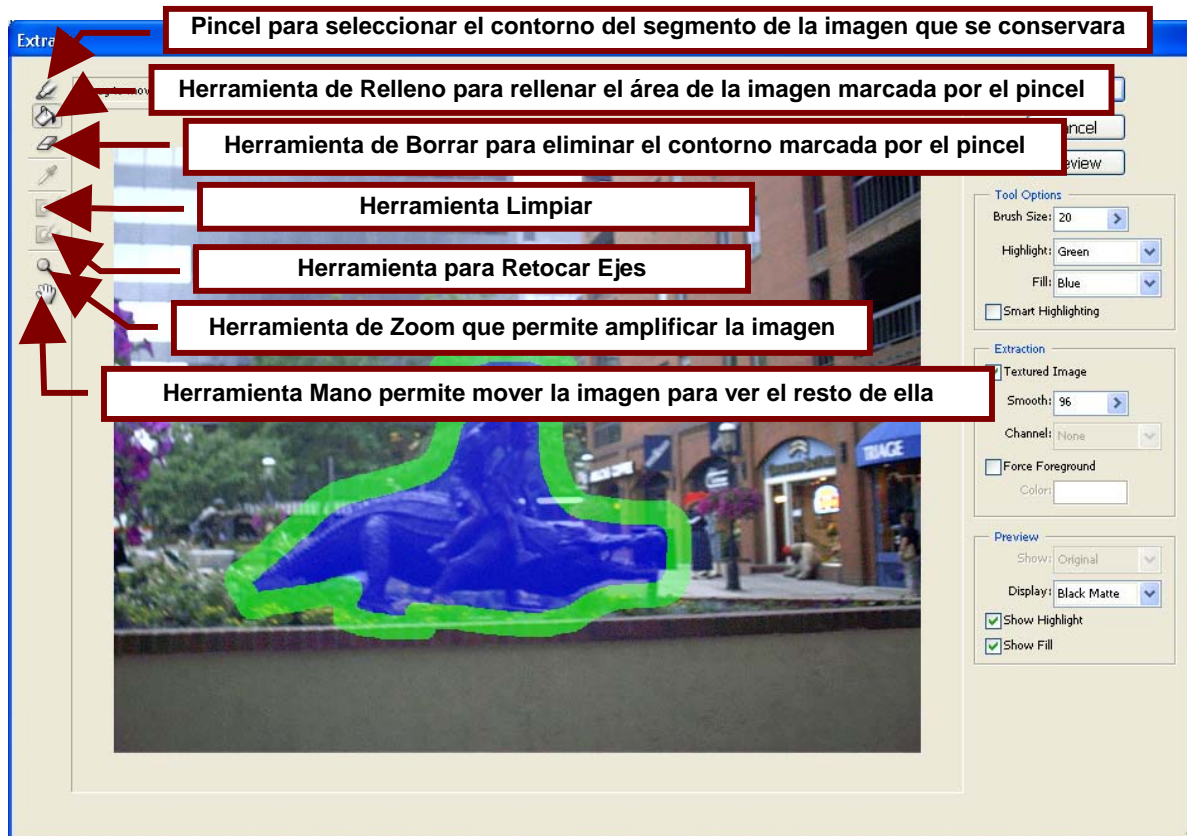 Pincel para seleccionar el contorno del segmento de la imagen que se conservara
Extra
Herramienta de Relleno para rellenar el área de la imagen marcada por el pincel
Herramienta de Borrar para eliminar el contorno marcada por el pincel
Herramienta Limpiar
Herramienta para Retocar Ejes
Herramienta de Zoom que permite amplificar la imagen
Herramienta Mano permite mover la imagen para ver el resto de ella
Tool Options
Brush Size: 20
Highlight: Green
Fill: Blue
Smart Highlighting
Extraction
Textured Image
Smooth: 96
Channel: None
Force Foreground
Color:
Preview
Show: Original
Display: Black Matte
Show Highlight
Show Fill
TRIAGE